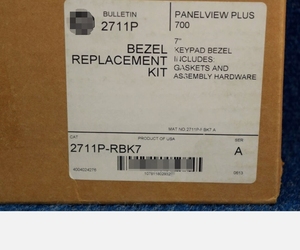 BULLETIN
2711P
PANELVIEW PLUS
700
BEZEL
REPLACEMENT
KIT
7"
KEYPAD BEZEL
INCLUDES:
GASKETS AND
ASSEMBLY HARDWARE
CAT
PRODUCT OF USA
SER
2711P-RBK7
A